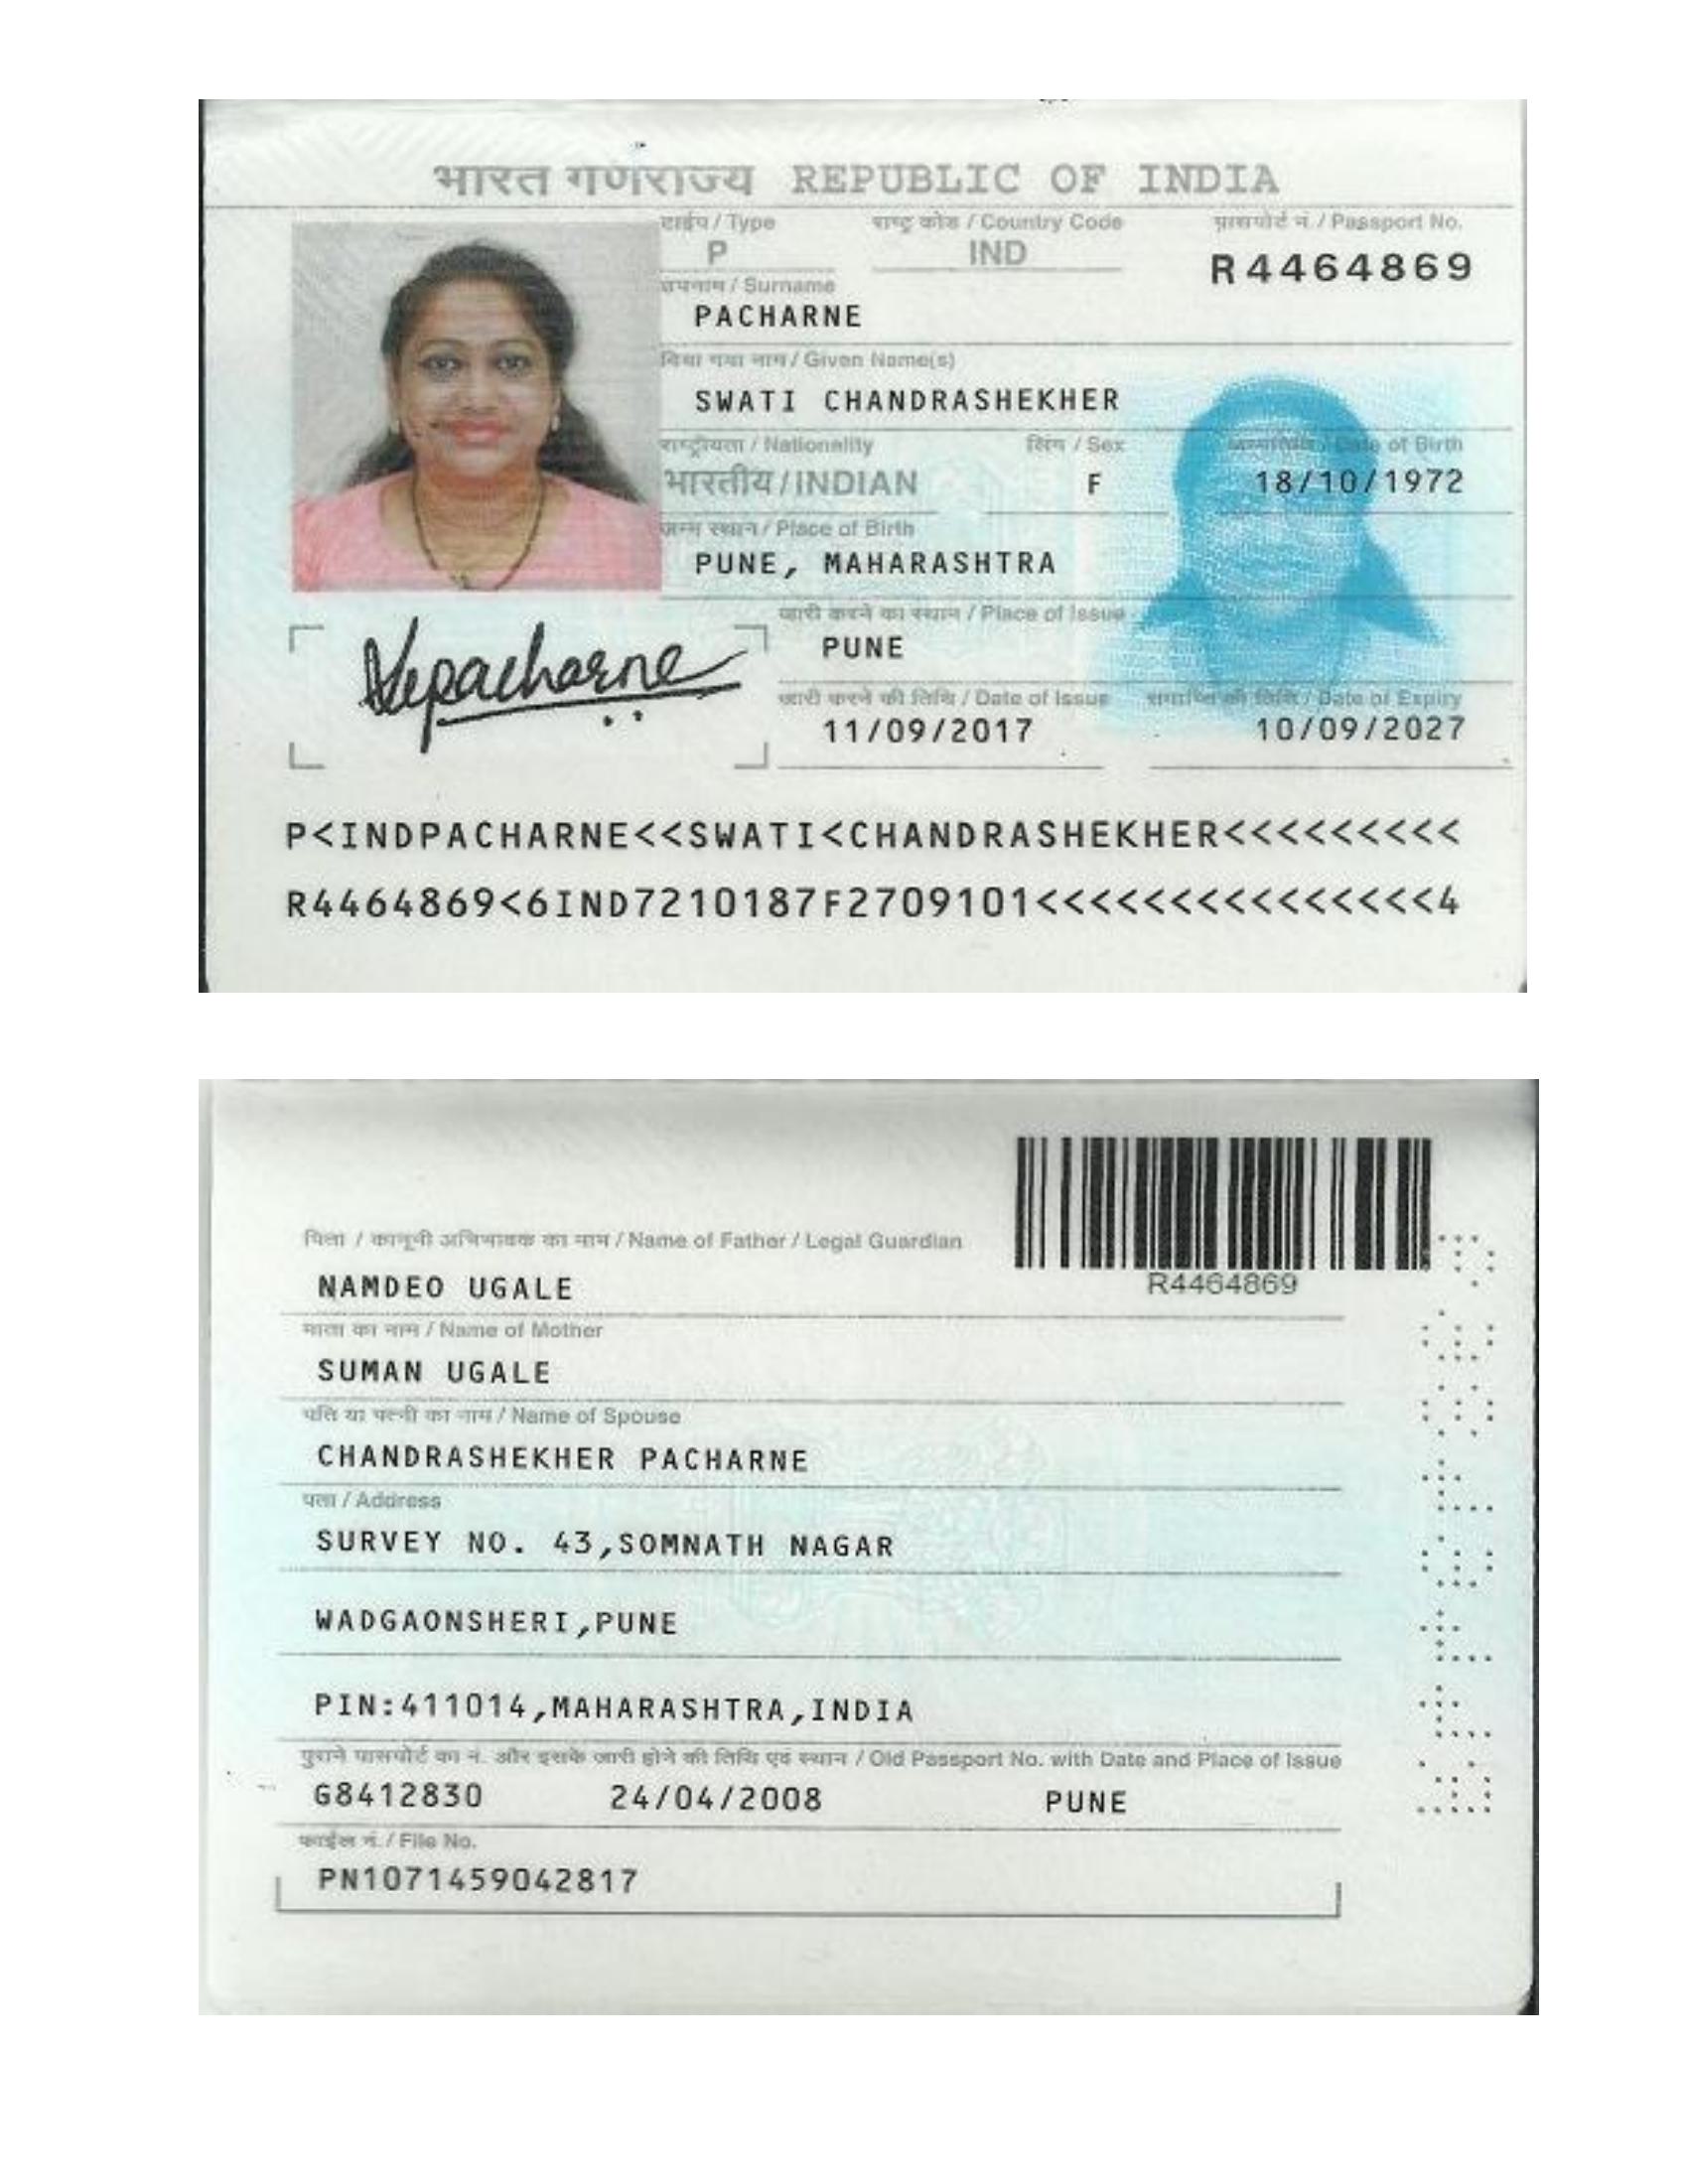 भारत गणराज्य REPUBLIC OF INDIA
टाईप / Type राष्ट्र कोड / Country Code पासपोर्ट नं. / Passport No.
P IND R4464869
उपनाम / Surname
PACHARNE
दिया गया नाम / Given Name(s)
SWATI CHANDRASHEKHER
राष्ट्रीयता / Nationality लिंग / Sex जन्मतिथि / Date of Birth
भारतीय / INDIAN F 18/10/1972
जन्म स्थान / Place of Birth
PUNE, MAHARASHTRA
जारी करने का स्थान / Place of Issue
PUNE
जारी करने की तिथि / Date of Issue समाप्ति की तिथि / Date of Expiry
11/09/2017 10/09/2027
P<INDPACHARNE<<SWATI<CHANDRASHEKHER<<<<<<<<<
R4464869<6IND7210187F2709101<<<<<<<<<<<<<<<4
R4464869
पिता / कानूनी अभिभावक का नाम / Name of Father / Legal Guardian
NAMDEO UGALE
माता का नाम / Name of Mother
SUMAN UGALE
पति या पत्नी का नाम / Name of Spouse
CHANDRASHEKHER PACHARNE
पता / Address
SURVEY NO. 43,SOMNATH NAGAR
WADGAONSHERI,PUNE
PIN:411014,MAHARASHTRA,INDIA
पुराने पासपोर्ट का नं. और इसके जारी होने की तिथि एवं स्थान / Old Passport No. with Date and Place of Issue
G8412830 24/04/2008 PUNE
फाईल नं. / File No.
PN1071459042817